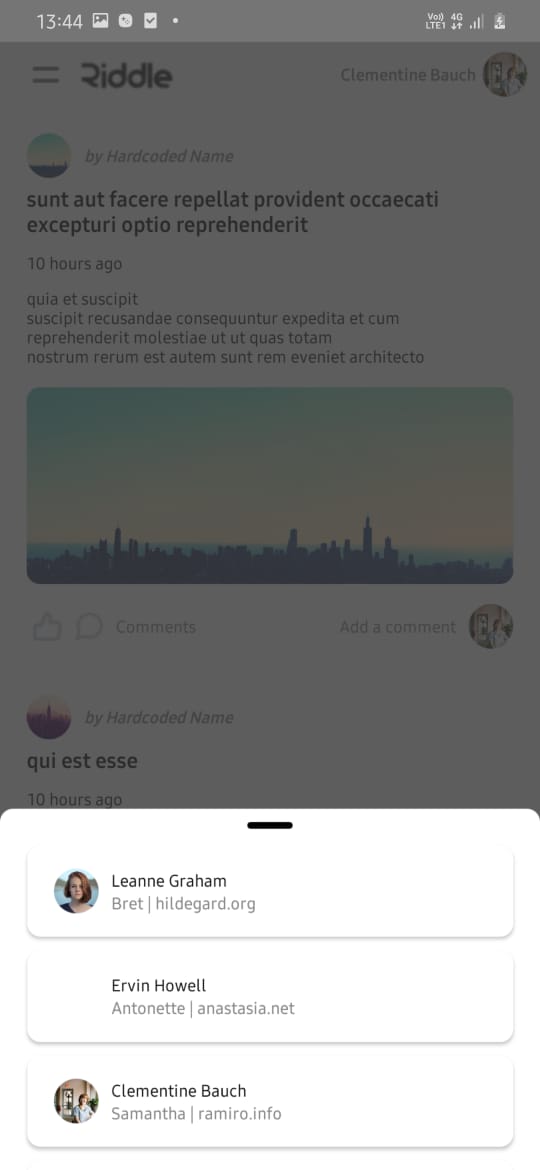 13:44
Vo)) 4G
LTE1
Riddle
Clementine Bauch
by Hardcoded Name
sunt aut facere repellat provident occaecati
excepturi optio reprehenderit
10 hours ago
quia et suscipit
suscipit recusandae consequuntur expedita et cum
reprehenderit molestiae ut ut quas totam
nostrum rerum est autem sunt rem eveniet architecto
Comments
Add a comment
by Hardcoded Name
qui est esse
10 hours ago
Leanne Graham
Bret | hildegard.org
Ervin Howell
Antonette | anastasia.net
Clementine Bauch
Samantha | ramiro.info